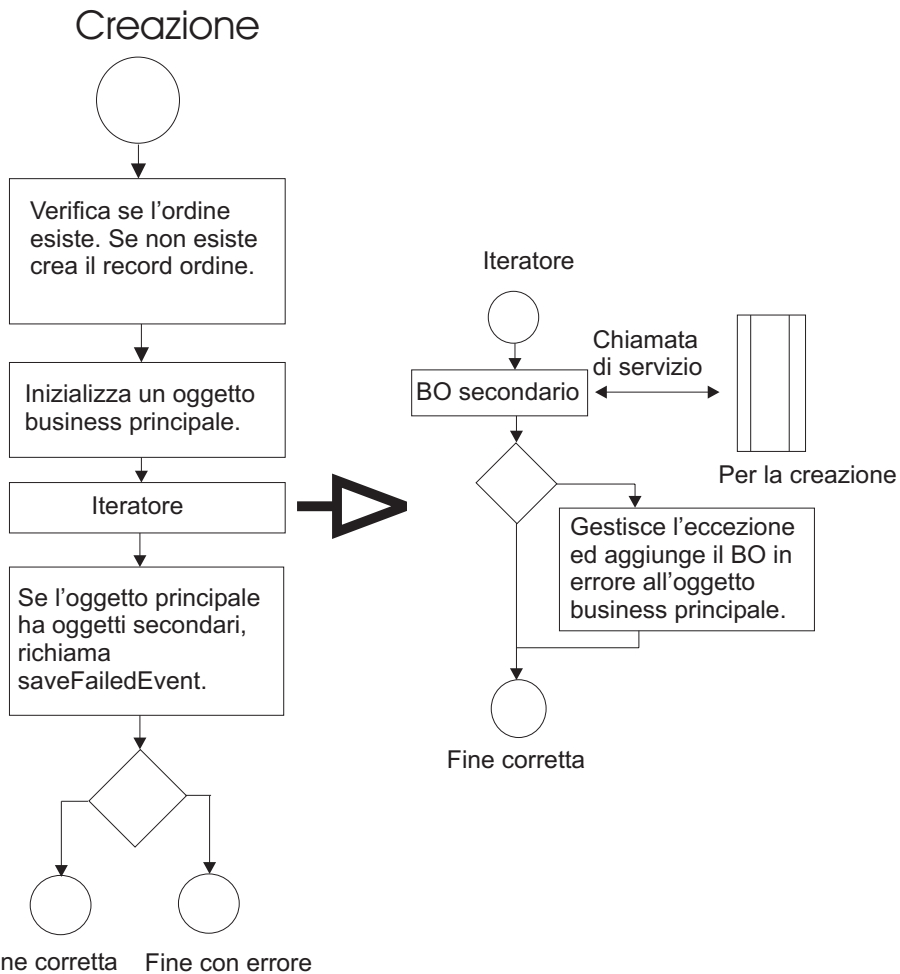 Creazione
Verifica se l'ordine
esiste. Se non esiste
crea il record ordine.
Inizializza un oggetto
business principale.
Iteratore
Se l'oggetto principale
ha oggetti secondari,
richiama
saveFailedEvent.
ne corretta
Fine con errore
Iteratore
BO secondario
Chiamata
di servizio
Per la creazione
Gestisce l'eccezione
ed aggiunge il BO in
errore all'oggetto
business principale.
Fine corretta